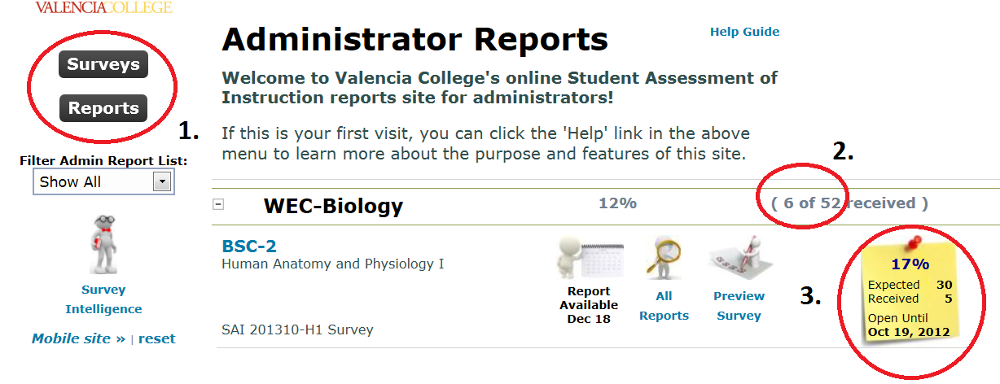 VALENCIACOLLEGE
Surveys
Reports
1.
Filter Admin Report List:
Show All
Survey
Intelligence
Mobile site » | reset
Administrator Reports
Help Guide
Welcome to Valencia College's online Student Assessment of
Instruction reports site for administrators!
If this is your first visit, you can click the 'Help' link in the above
menu to learn more about the purpose and features of this site.
2.
WEC-Biology 12% ( 6 of 52 received )
BSC-2
Human Anatomy and Physiology I
SAI 201310-H1 Survey
Report
Available
Dec 18
All
Reports
Preview
Survey
3.
17%
Expected 30
Received 5
Open Until
Oct 19, 2012